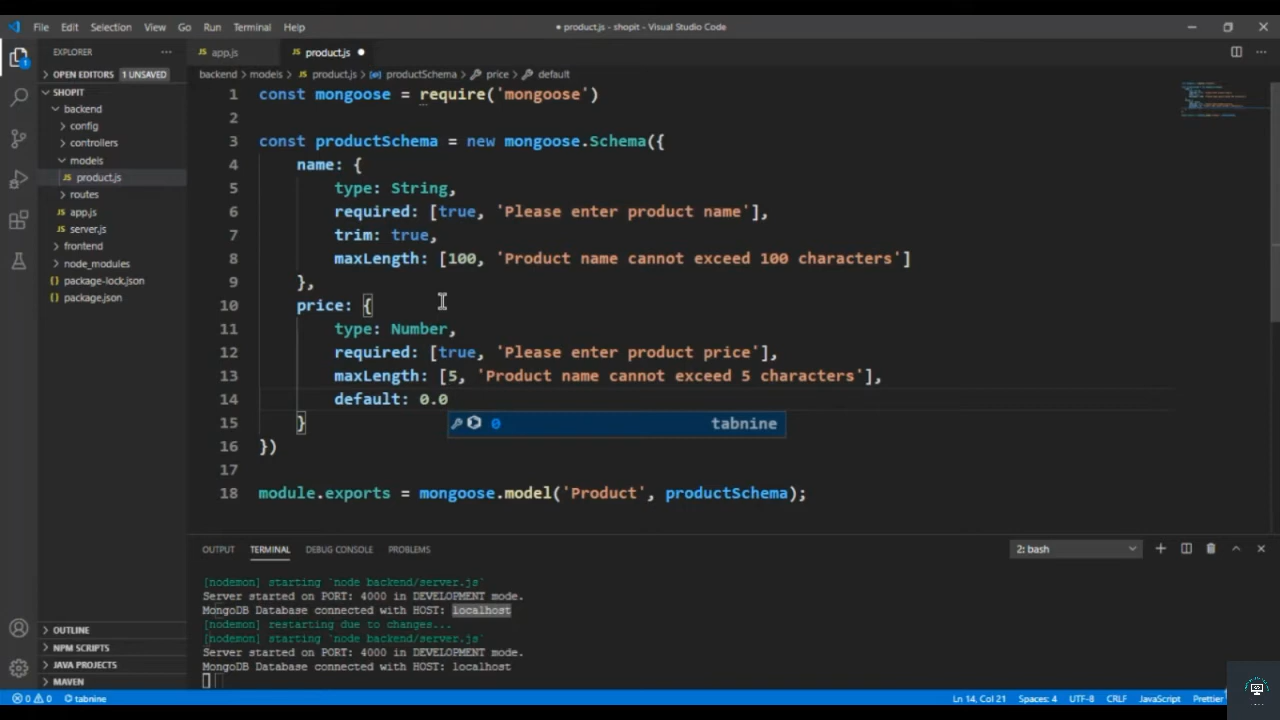 File Edit Selection View Go Run Terminal Help
● product.js - shopit - Visual Studio Code
EXPLORER ···
app.js
product.js ●
OPEN EDITORS 1 UNSAVED
backend > models > product.js > productSchema > price > default
SHOPIT
backend
config
controllers
models
JS product.js
routes
JS app.js
JS server.js
frontend
node_modules
{} package-lock.json
{} package.json
1 const mongoose = require('mongoose')
2
3 const productSchema = new mongoose.Schema({
4 name: {
5 type: String,
6 required: [true, 'Please enter product name'],
7 trim: true,
8 maxLength: [100, 'Product name cannot exceed 100 characters']
9 },
10 price: {
11 type: Number,
12 required: [true, 'Please enter product price'],
13 maxLength: [5, 'Product name cannot exceed 5 characters'],
14 default: 0.0
0 tabnine
15 }
16 })
17
18 module.exports = mongoose.model('Product', productSchema);
OUTPUT TERMINAL DEBUG CONSOLE PROBLEMS
2: bash
[nodemon] starting `node backend/server.js`
Server started on PORT: 4000 in DEVELOPMENT mode.
MongoDB Database connected with HOST: localhost
[nodemon] restarting due to changes...
[nodemon] starting `node backend/server.js`
Server started on PORT: 4000 in DEVELOPMENT mode.
MongoDB Database connected with HOST: localhost
OUTLINE
NPM SCRIPTS
JAVA PROJECTS
MAVEN
0 0 tabnine
Ln 14, Col 21 Spaces: 4 UTF-8 CRLF JavaScript Prettier